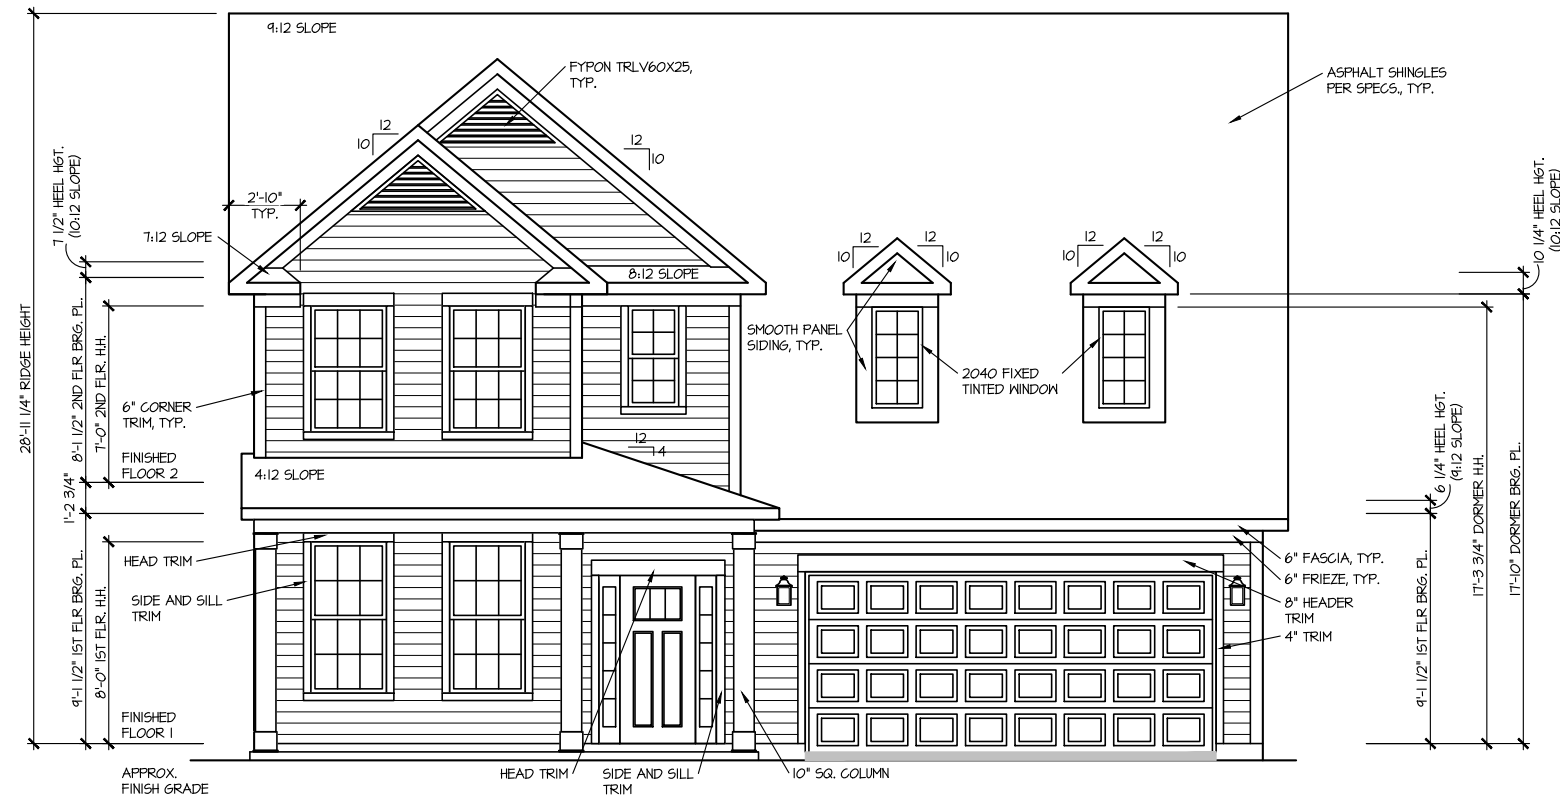 9:12 SLOPE
FYPON TRLV60X25,
TYP.
ASPHALT SHINGLES
PER SPECS., TYP.
12
10
12
10
2'-10"
TYP.
7 1/2" HEEL HGT.
(10:12 SLOPE)
7:12 SLOPE
8:12 SLOPE
12
10
12
10
12
10
12
10
10 1/4" HEEL HGT.
(10:12 SLOPE)
28'-11 1/4" RIDGE HEIGHT
8'-1 1/2" 2ND FLR BRG. PL.
7'-0" 2ND FLR. H.H.
SMOOTH PANEL
SIDING, TYP.
2040 FIXED
TINTED WINDOW
6" CORNER
TRIM, TYP.
FINISHED
FLOOR 2
12
4
4:12 SLOPE
1'-2 3/4"
6 1/4" HEEL HGT.
(9:12 SLOPE)
17'-3 3/4" DORMER H.H.
17'-10" DORMER BRG. PL.
HEAD TRIM
SIDE AND SILL
TRIM
9'-1 1/2" 1ST FLR BRG. PL.
8'-0" 1ST FLR. H.H.
6" FASCIA, TYP.
6" FRIEZE, TYP.
8" HEADER
TRIM
4" TRIM
9'-1 1/2" 1ST FLR BRG. PL.
FINISHED
FLOOR 1
APPROX.
FINISH GRADE
HEAD TRIM
SIDE AND SILL
TRIM
10" SQ. COLUMN